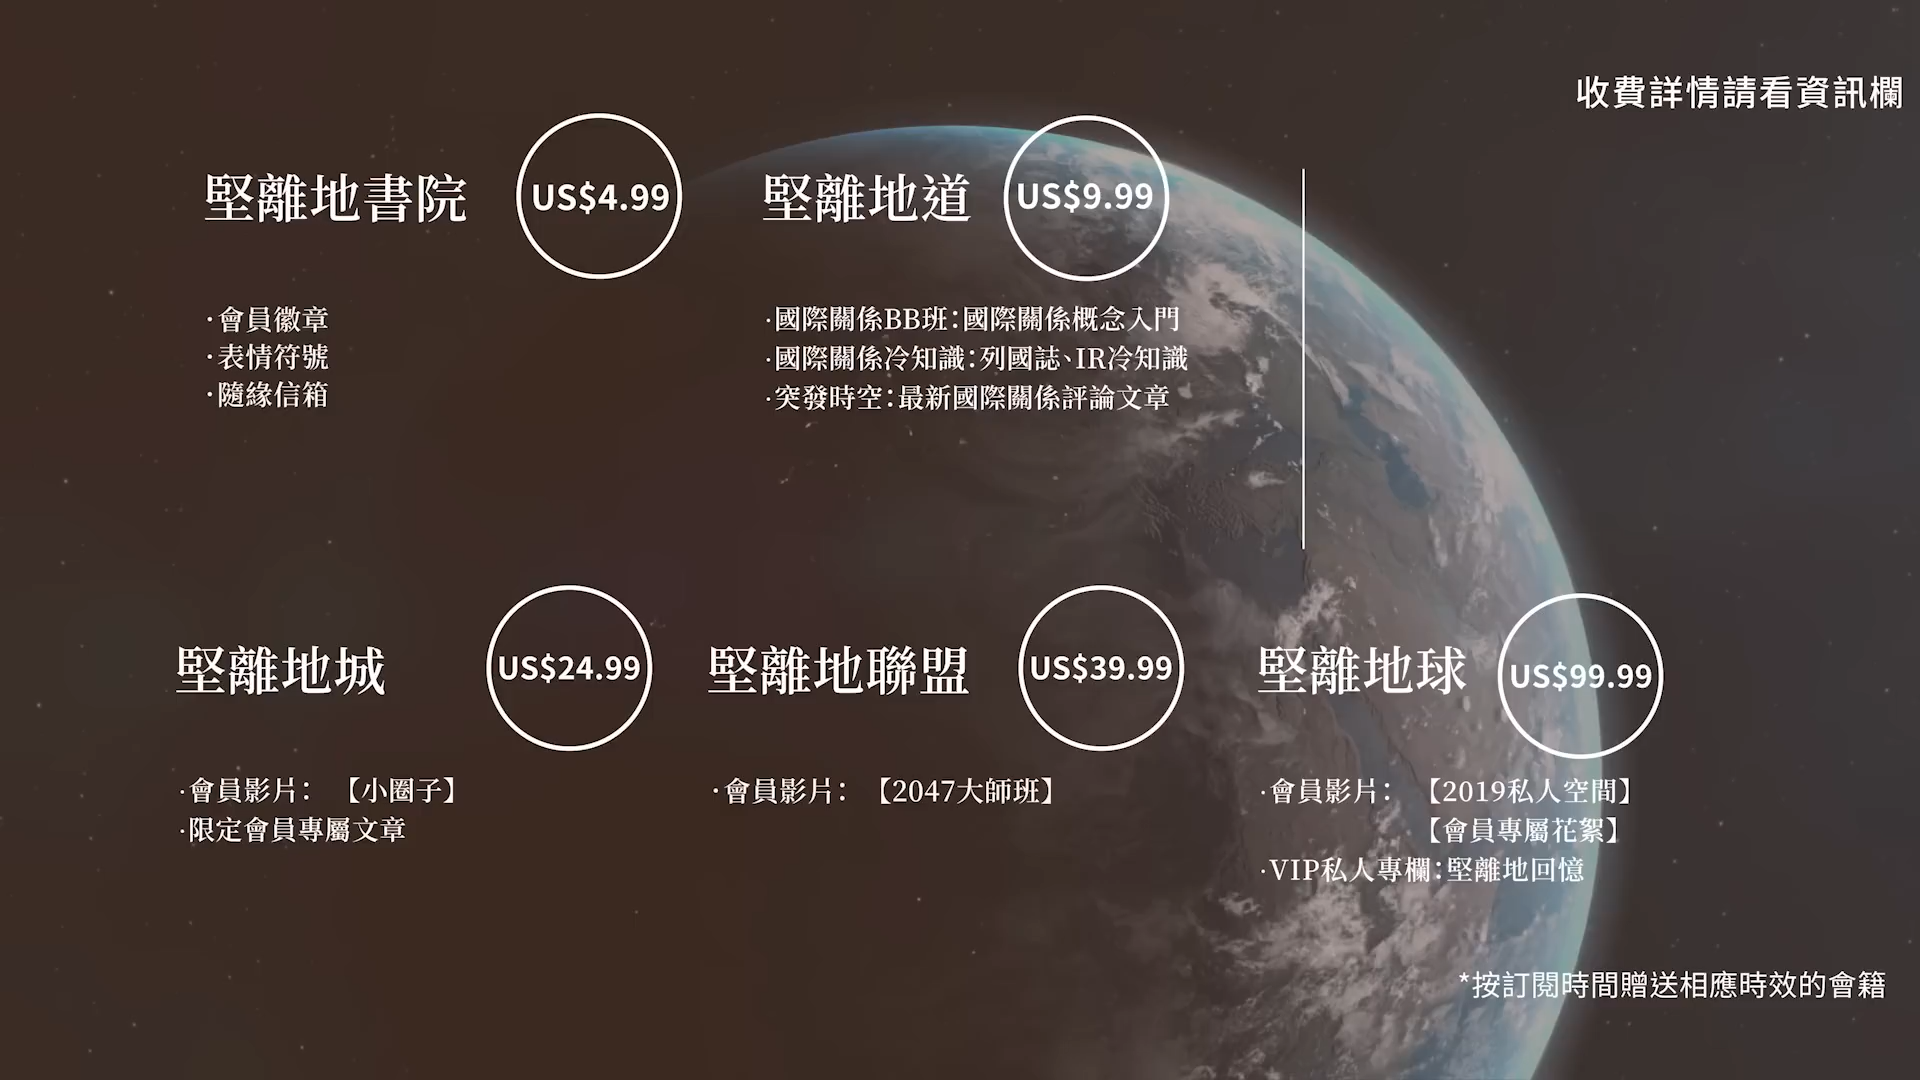 收費詳情請看資訊欄
堅離地書院
US$4.99
·會員徽章
·表情符號
·隨緣信箱
堅離地道
US$9.99
·國際關係BB班：國際關係概念入門
·國際關係冷知識：列國誌、IR冷知識
·突發時空：最新國際關係評論文章
堅離地城
US$24.99
·會員影片：【小圈子】
·限定會員專屬文章
堅離地聯盟
US$39.99
·會員影片：【2047大師班】
堅離地球
US$99.99
·會員影片：【2019私人空間】
【會員專屬花絮】
·VIP私人專欄：堅離地回憶
*按訂閱時間贈送相應時效的會籍